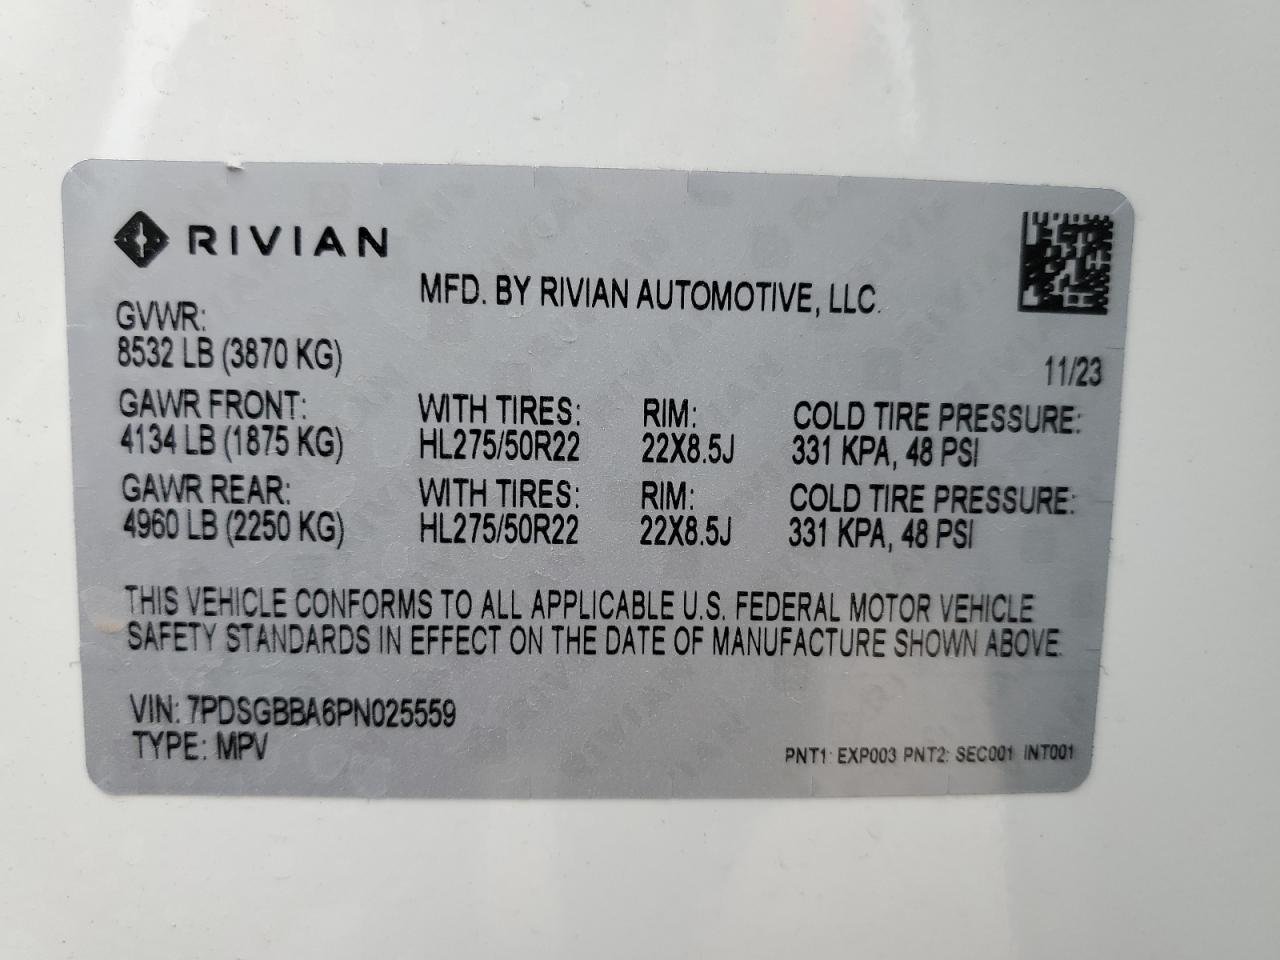 RIVIAN
MFD. BY RIVIAN AUTOMOTIVE, LLC.
GVWR:
8532 LB (3870 KG)
11/23
GAWR FRONT: WITH TIRES: RIM: COLD TIRE PRESSURE:
4134 LB (1875 KG) HL275/50R22 22X8.5J 331 KPA, 48 PSI
GAWR REAR: WITH TIRES: RIM: COLD TIRE PRESSURE:
4960 LB (2250 KG) HL275/50R22 22X8.5J 331 KPA, 48 PSI
THIS VEHICLE CONFORMS TO ALL APPLICABLE U.S. FEDERAL MOTOR VEHICLE
SAFETY STANDARDS IN EFFECT ON THE DATE OF MANUFACTURE SHOWN ABOVE.
VIN: 7PDSGBBA6PN025559
TYPE: MPV
PNT1: EXP003 PNT2: SEC001 INT001